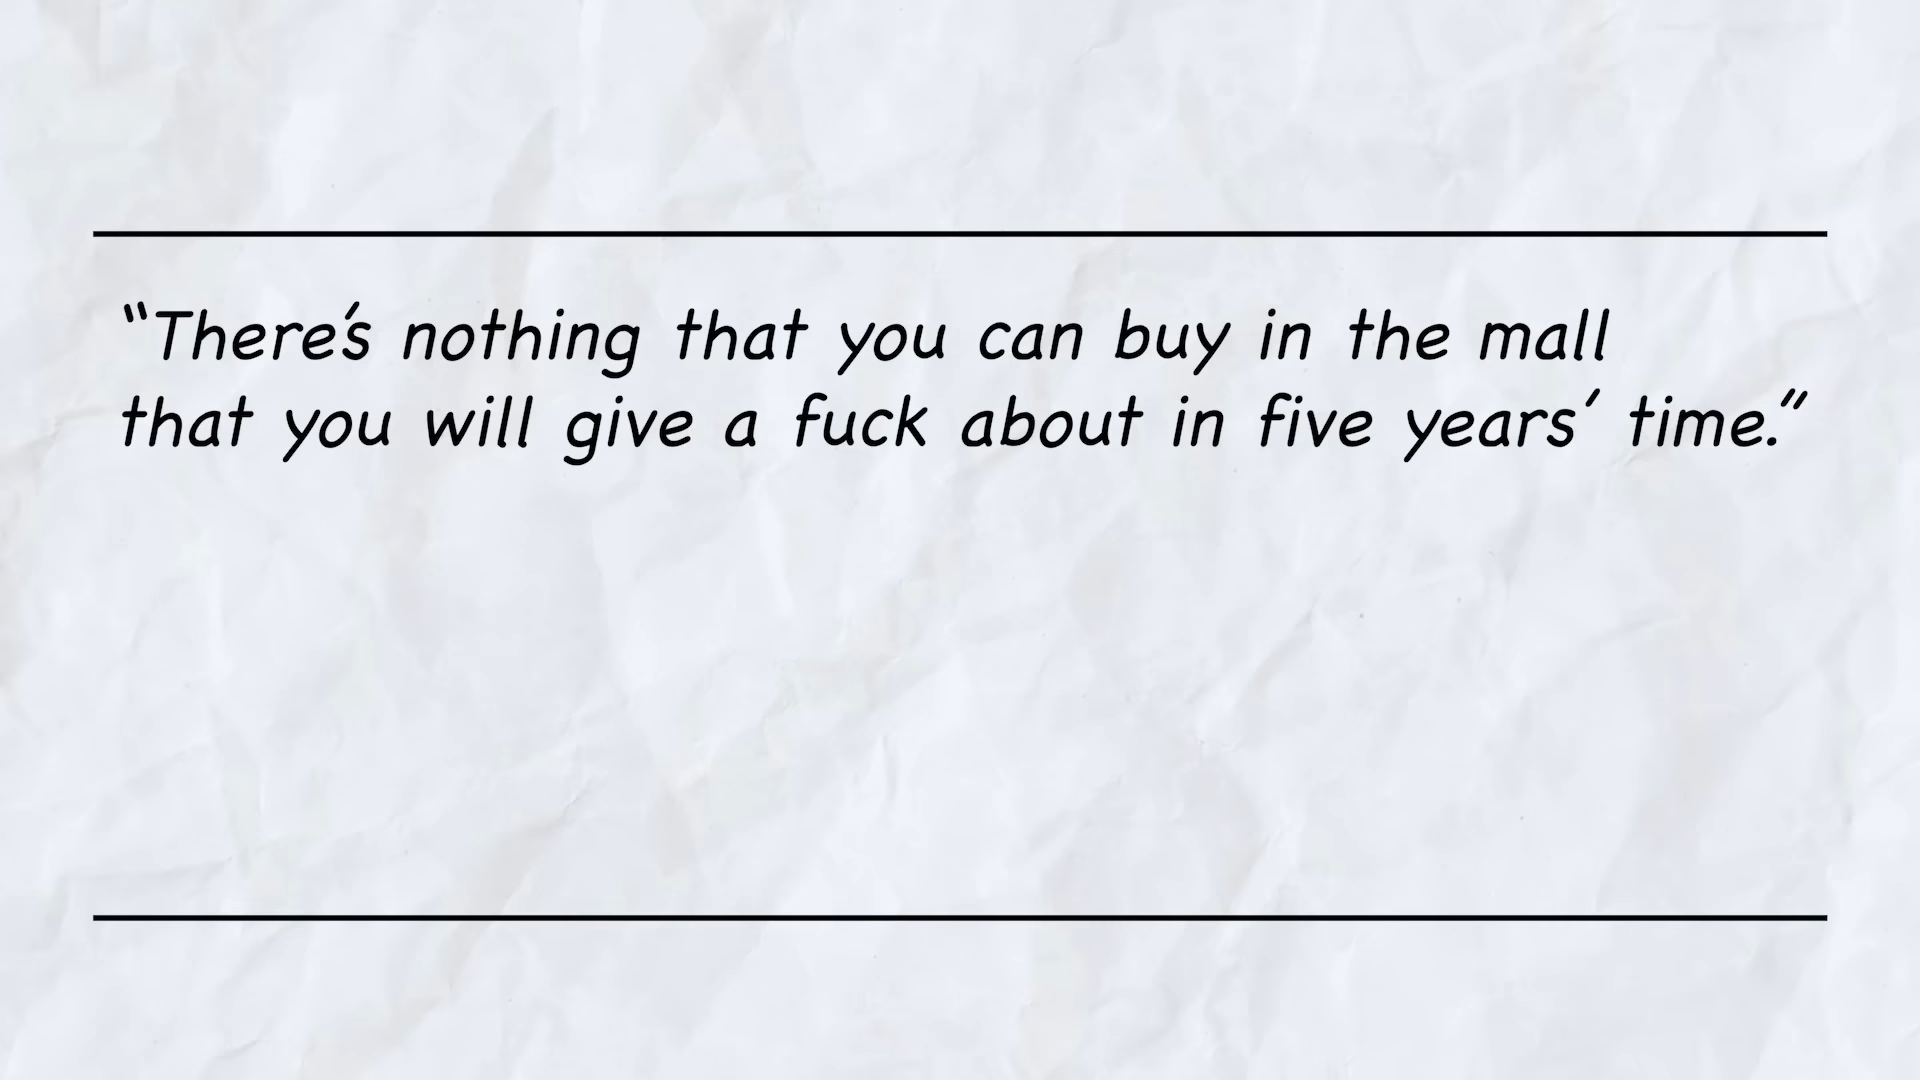 “There’s nothing that you can buy in the mall
that you will give a fuck about in five years’ time.”